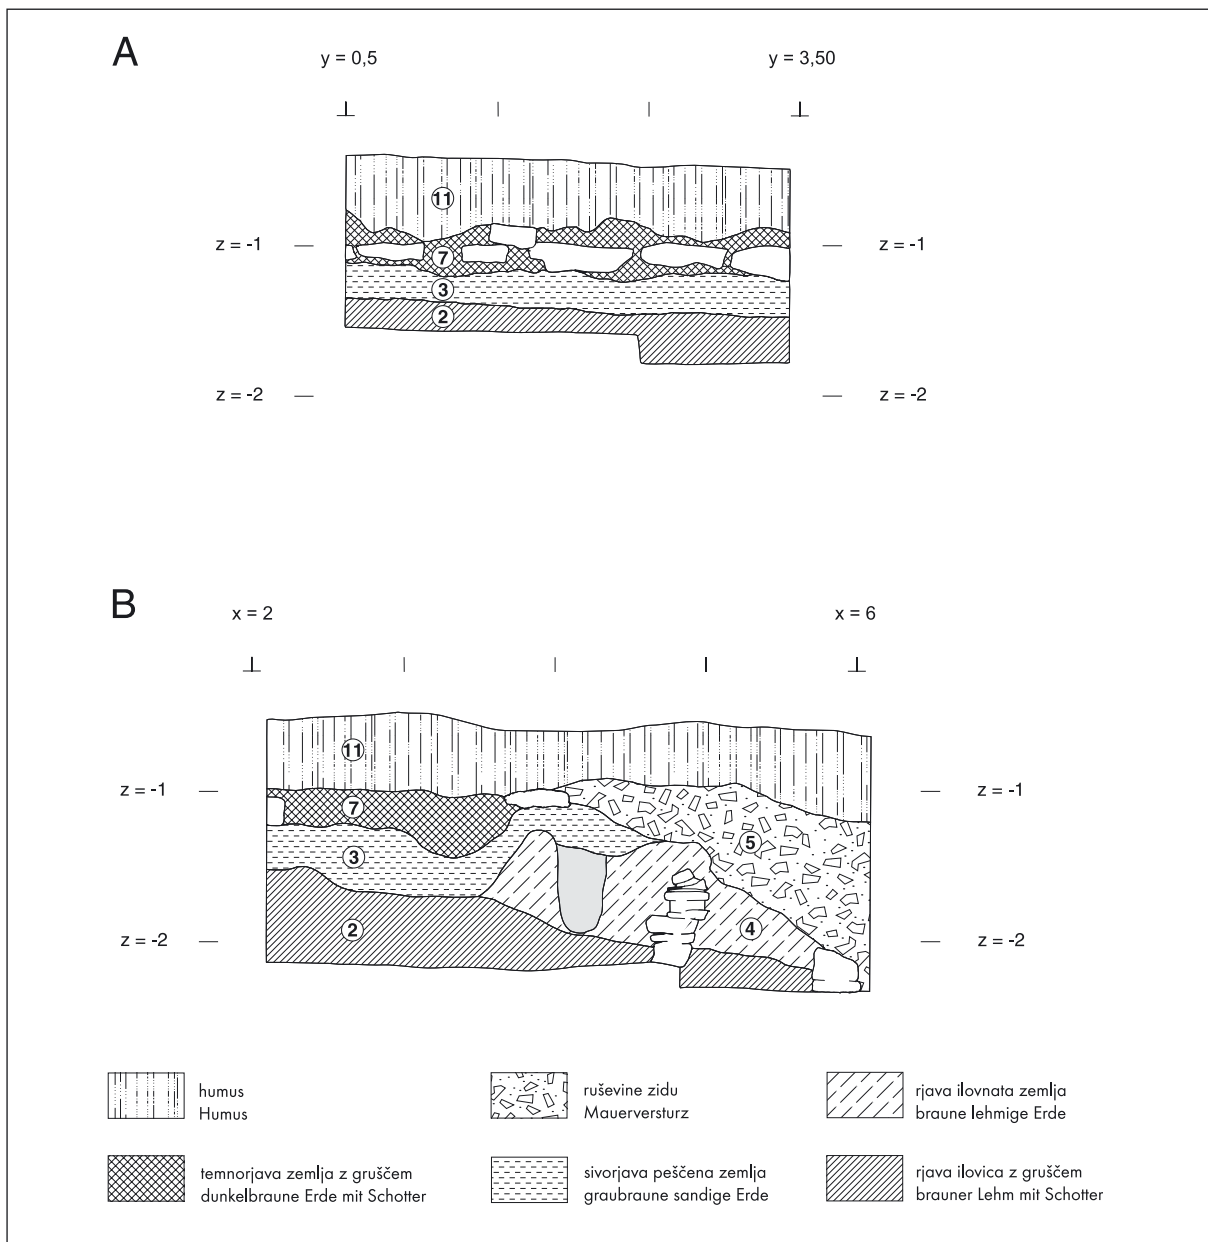 A
y = 0,5
y = 3,50
11
z = -1
z = -1
7
3
2
z = -2
z = -2
B
x = 2
x = 6
11
z = -1
z = -1
7
5
3
2
4
z = -2
z = -2
humus
Humus
ruševine zidu
Mauerversturz
rjava ilovnata zemlja
braune lehmige Erde
temnorjava zemlja z gruščem
dunkelbraune Erde mit Schotter
sivorjava peščena zemlja
graubraune sandige Erde
rjava ilovica z gruščem
brauner Lehm mit Schotter